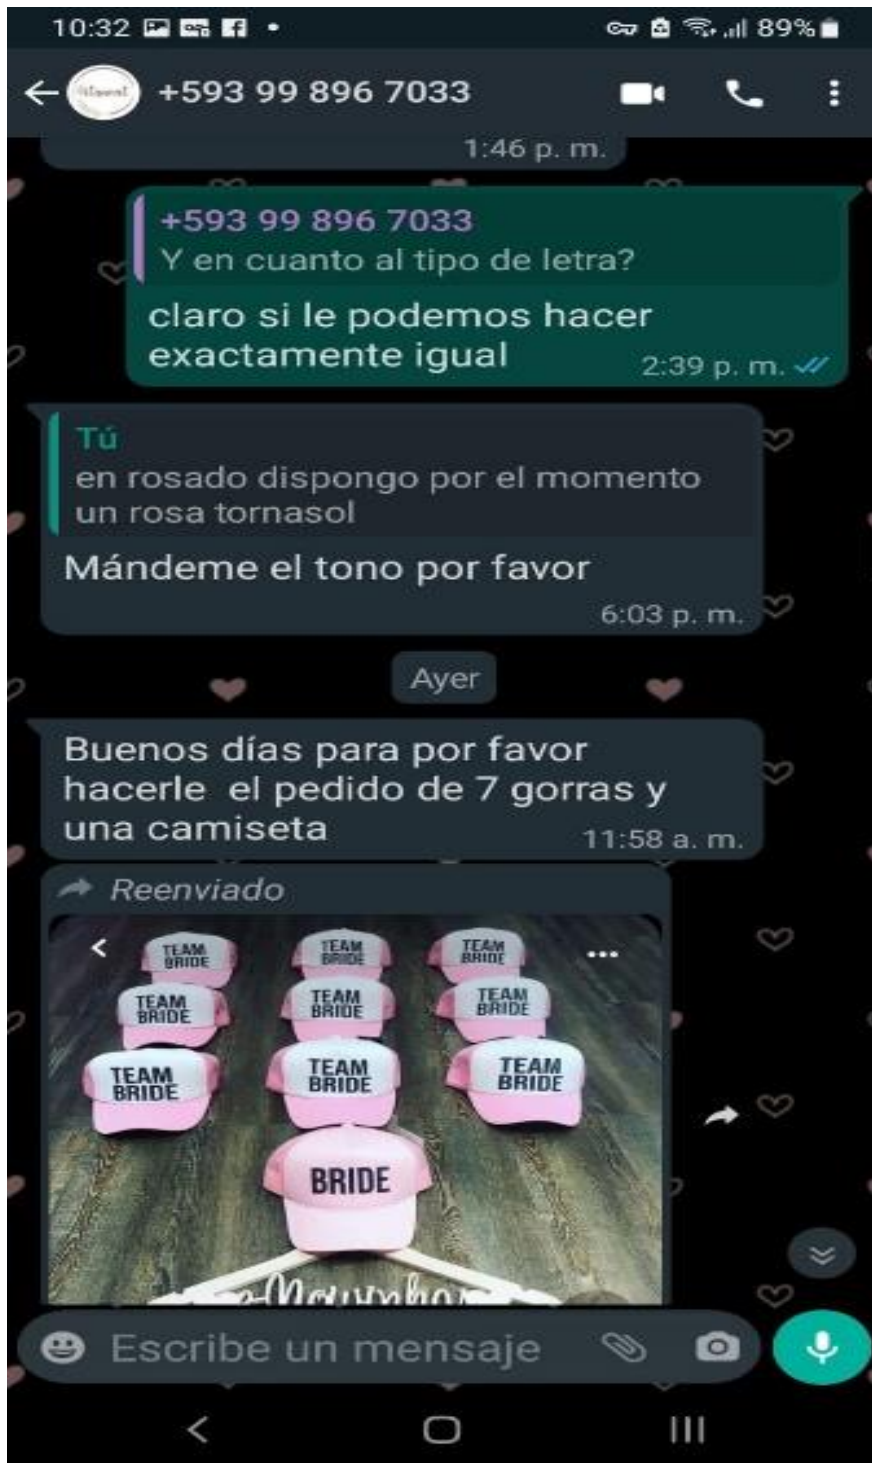 10:32
89%
+593 99 896 7033
1:46 p. m.
+593 99 896 7033
Y en cuanto al tipo de letra?
claro si le podemos hacer
exactamente igual
2:39 p. m.
Tú
en rosado dispongo por el momento
un rosa tornasol
Mándeme el tono por favor
6:03 p. m.
Ayer
Buenos días para por favor
hacerle el pedido de 7 gorras y
una camiseta
11:58 a. m.
Reenviado
TEAM
BRIDE
TEAM
BRIDE
TEAM
BRIDE
TEAM
BRIDE
TEAM
BRIDE
TEAM
BRIDE
TEAM
BRIDE
TEAM
BRIDE
TEAM
BRIDE
BRIDE
Escribe un mensaje